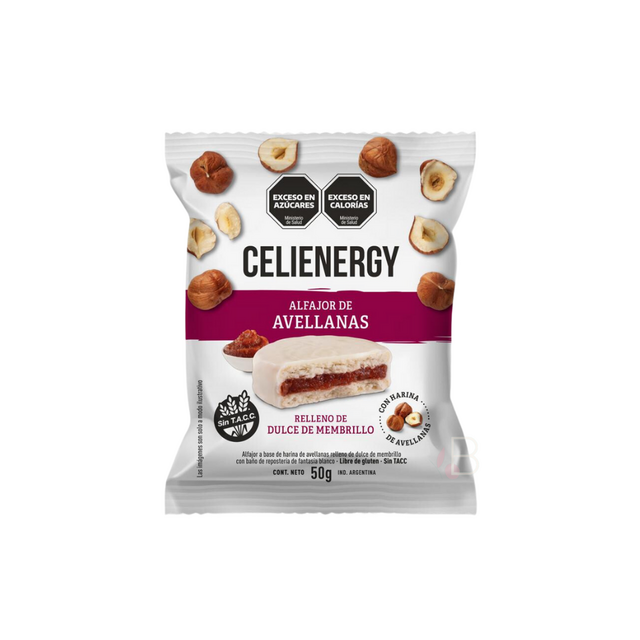 EXCESO EN
AZÚCARES
Ministerio
de Salud
EXCESO EN
CALORÍAS
Ministerio
de Salud
CELIENERGY
ALFAJOR DE
AVELLANAS
RELLENO DE
DULCE DE MEMBRILLO
Sin T.A.C.C.
CON HARINA
DE AVELLANAS
Las imágenes son solo a modo ilustrativo
Alfajor a base de harina de avellanas relleno de dulce de membrillo
con baño de repostería de fantasía blanco - Libre de gluten - Sin TACC
CONT. NETO 50g IND. ARGENTINA